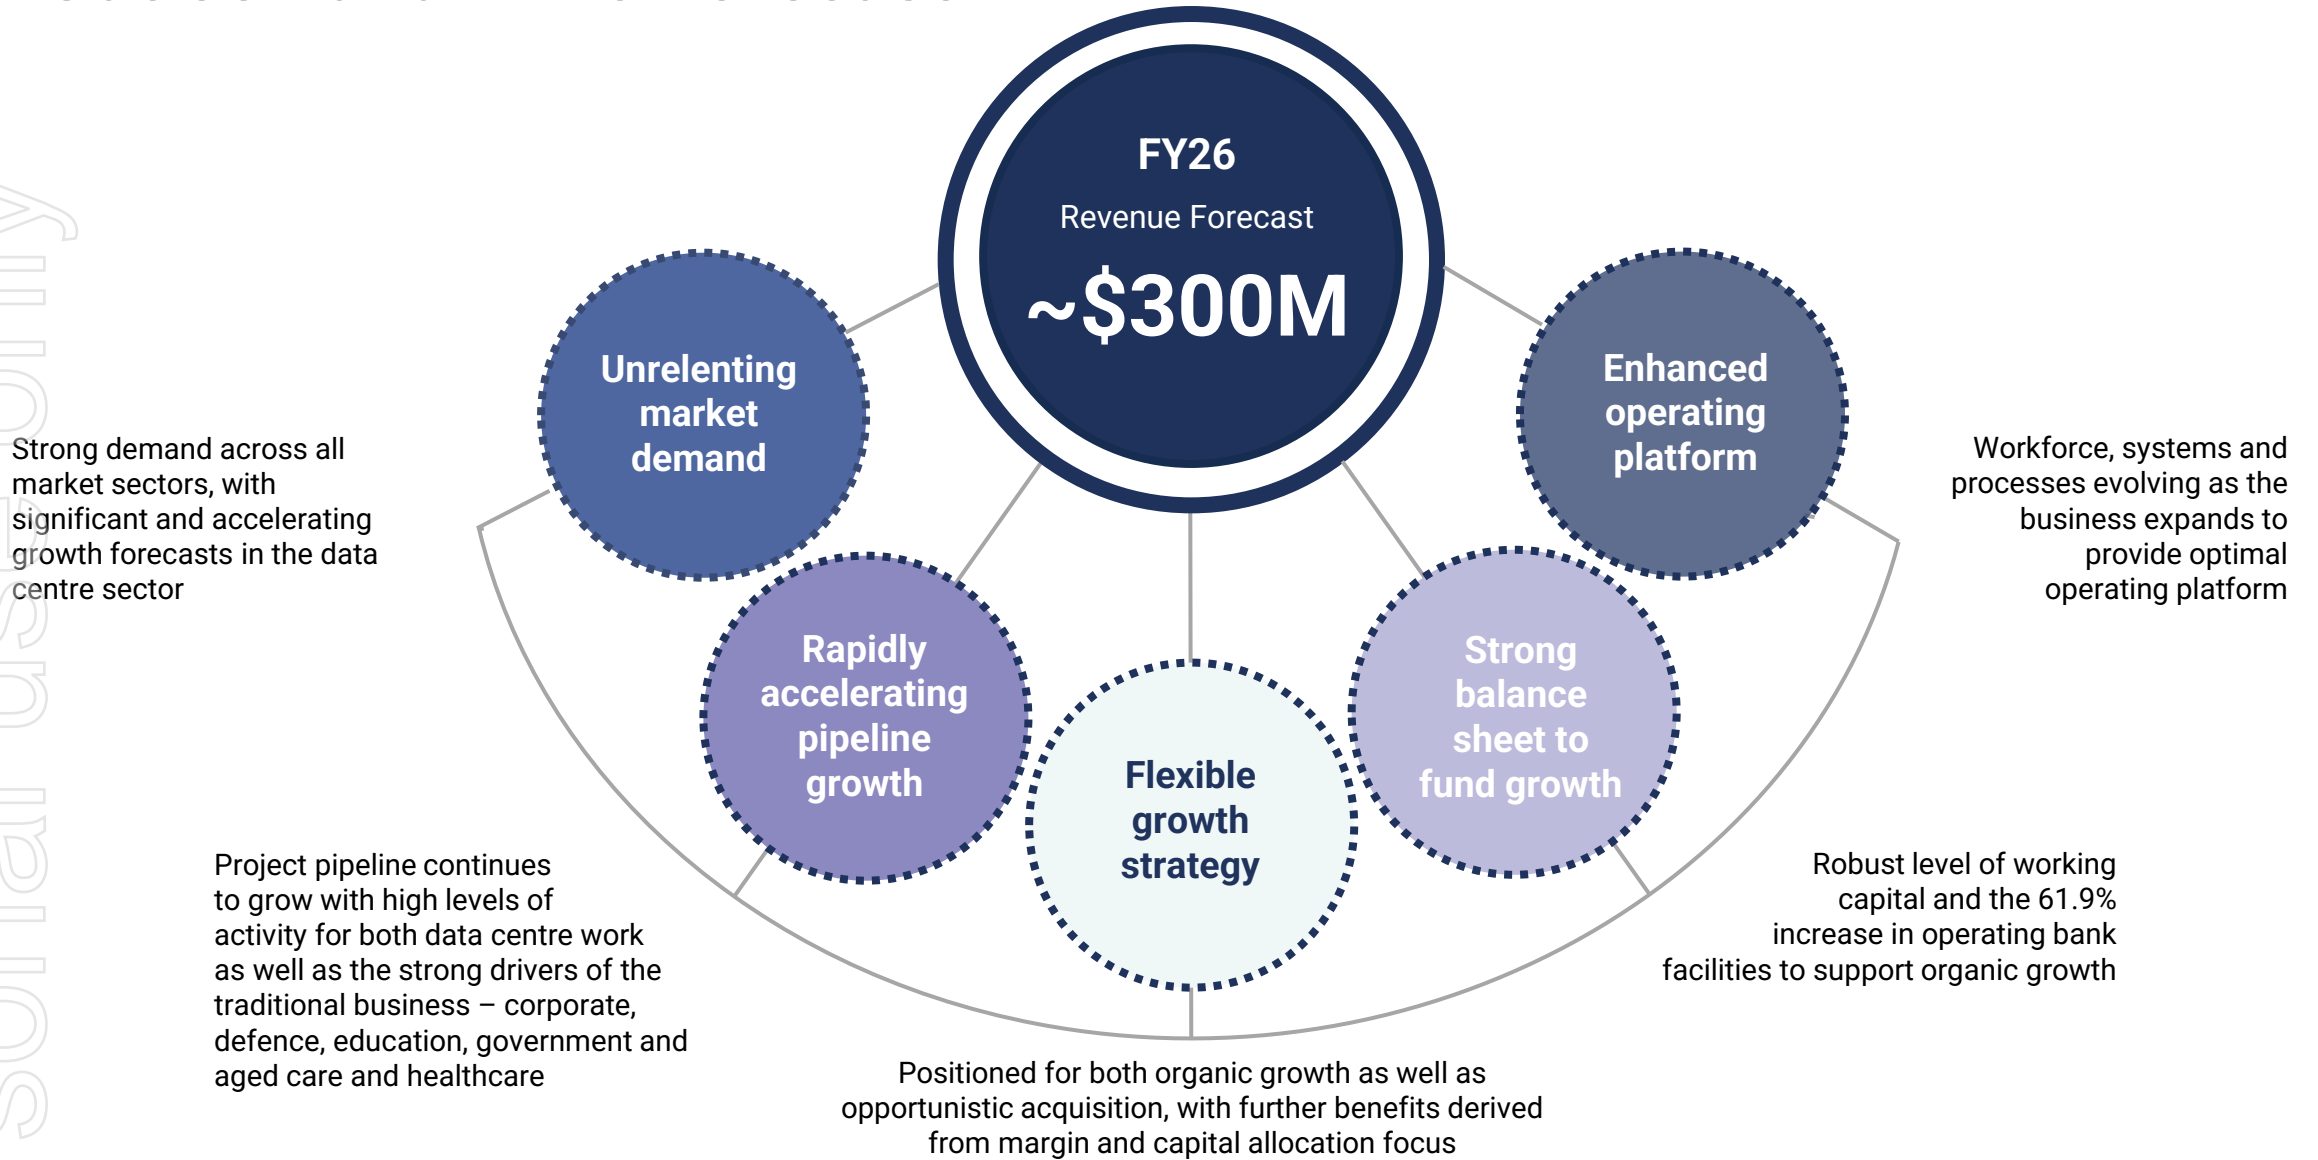 FY26
Revenue Forecast
~$300M
Unrelenting
market
demand
Strong demand across all
market sectors, with
significant and accelerating
growth forecasts in the data
centre sector
Rapidly
accelerating
pipeline
growth
Project pipeline continues
to grow with high levels of
activity for both data centre work
as well as the strong drivers of the
traditional business – corporate,
defence, education, government and
aged care and healthcare
Flexible
growth
strategy
Positioned for both organic growth as well as
opportunistic acquisition, with further benefits derived
from margin and capital allocation focus
Strong
balance
sheet to
fund growth
Robust level of working
capital and the 61.9%
increase in operating bank
facilities to support organic growth
Enhanced
operating
platform
Workforce, systems and
processes evolving as the
business expands to
provide optimal
operating platform